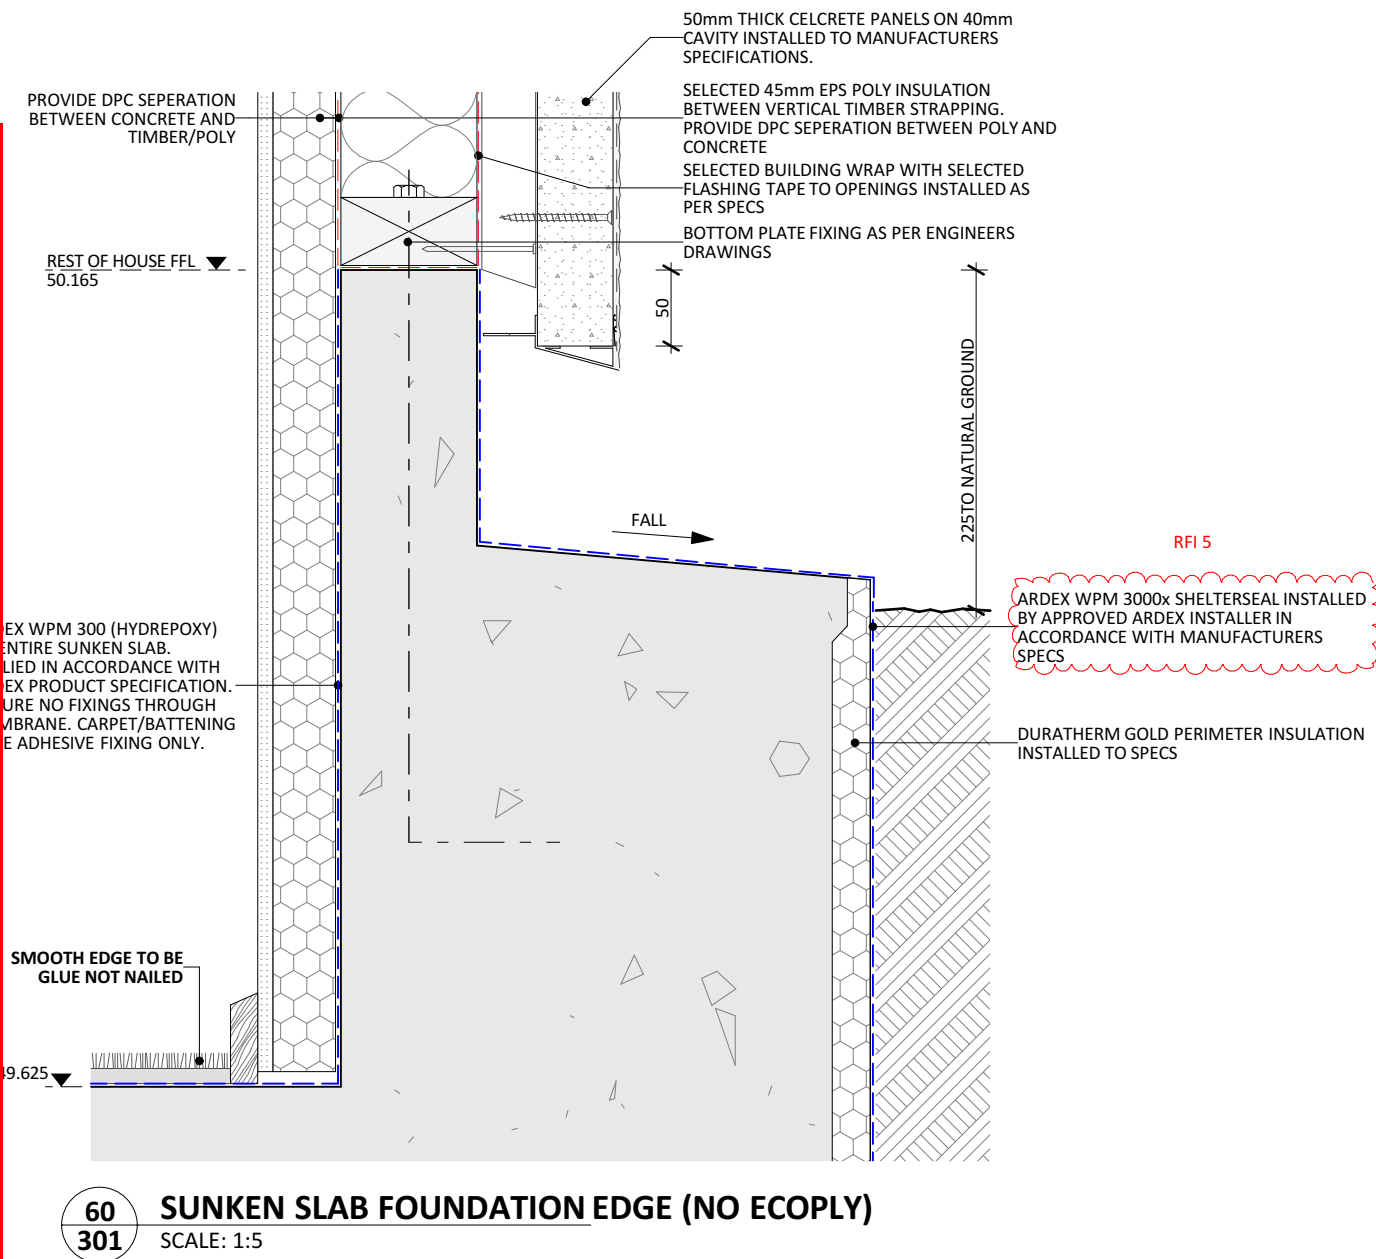 50mm THICK CELCRETE PANELS ON 40mm
CAVITY INSTALLED TO MANUFACTURERS
SPECIFICATIONS.
PROVIDE DPC SEPERATION
BETWEEN CONCRETE AND
TIMBER/POLY
SELECTED 45mm EPS POLY INSULATION
BETWEEN VERTICAL TIMBER STRAPPING.
PROVIDE DPC SEPERATION BETWEEN POLY AND
CONCRETE
SELECTED BUILDING WRAP WITH SELECTED
FLASHING TAPE TO OPENINGS INSTALLED AS
PER SPECS
BOTTOM PLATE FIXING AS PER ENGINEERS
DRAWINGS
REST OF HOUSE FFL
50.165
50
225TO NATURAL GROUND
FALL
RFI 5
ARDEX WPM 3000x SHELTERSEAL INSTALLED
BY APPROVED ARDEX INSTALLER IN
ACCORDANCE WITH MANUFACTURERS
SPECS
DEX WPM 300 (HYDREPOXY)
ENTIRE SUNKEN SLAB.
LIED IN ACCORDANCE WITH
DEX PRODUCT SPECIFICATION.
URE NO FIXINGS THROUGH
MBRANE. CARPET/BATTENING
E ADHESIVE FIXING ONLY.
DURATHERM GOLD PERIMETER INSULATION
INSTALLED TO SPECS
SMOOTH EDGE TO BE
GLUE NOT NAILED
49.625
60
301
SUNKEN SLAB FOUNDATION EDGE (NO ECOPLY)
SCALE: 1:5